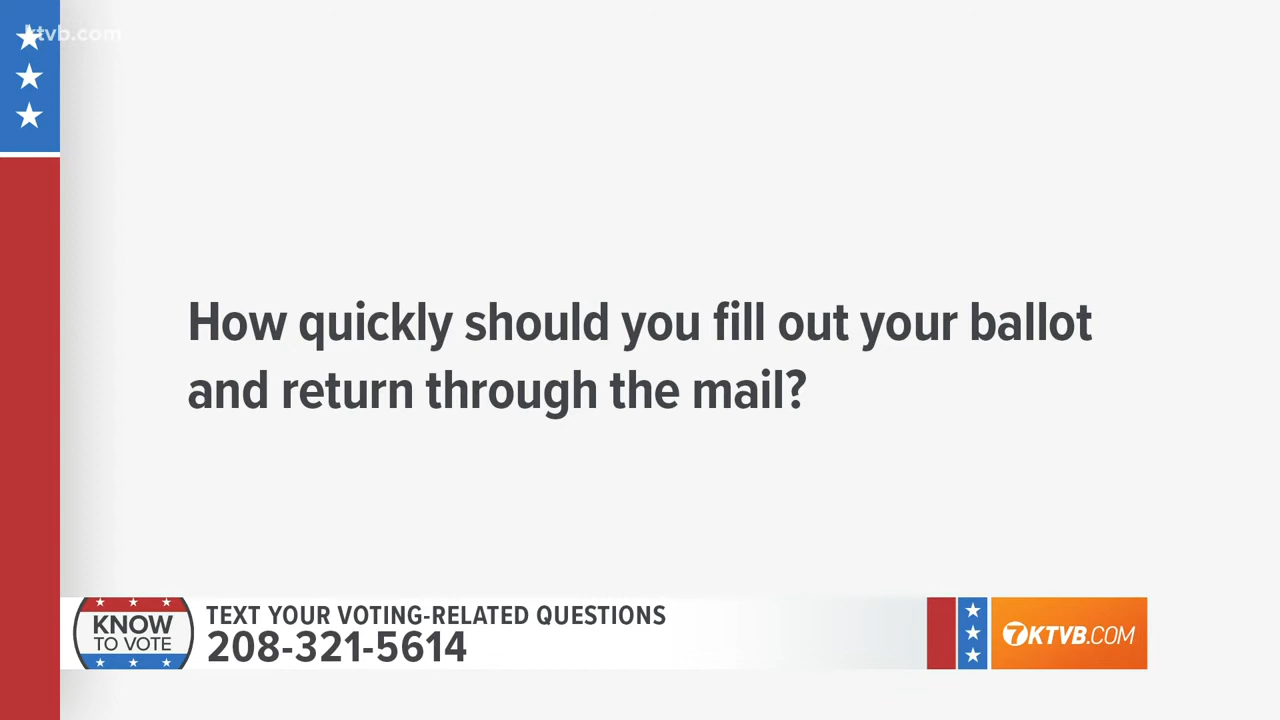 ktvb.com
How quickly should you fill out your ballot
and return through the mail?
KNOW
TO VOTE
TEXT YOUR VOTING-RELATED QUESTIONS
208-321-5614
7KTVB.COM